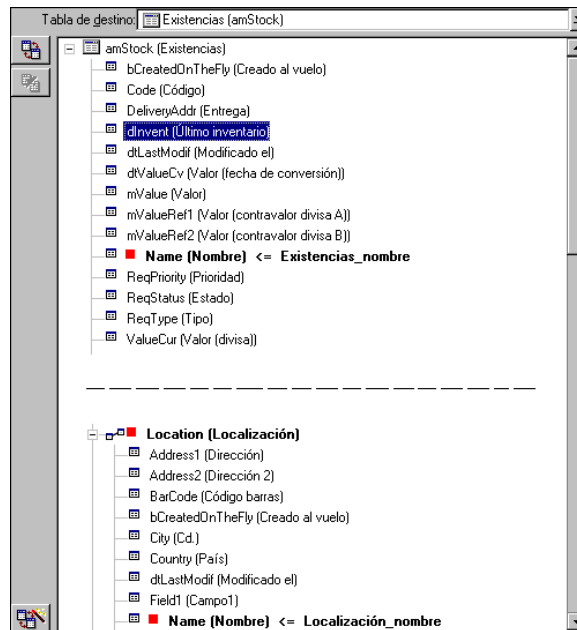 Tabla de destino: Existencias (amStock)
amStock (Existencias)
bCreatedOnTheFly (Creado al vuelo)
Code (Código)
DeliveryAddr (Entrega)
dInvent (Último inventario)
dtLastModif (Modificado el)
dtValueCv (Valor (fecha de conversión))
mValue (Valor)
mValueRef1 (Valor (contravalor divisa A))
mValueRef2 (Valor (contravalor divisa B))
Name (Nombre) <= Existencias_nombre
ReqPriority (Prioridad)
ReqStatus (Estado)
ReqType (Tipo)
ValueCur (Valor (divisa))
Location (Localización)
Address1 (Dirección)
Address2 (Dirección 2)
BarCode (Código barras)
bCreatedOnTheFly (Creado al vuelo)
City (Cd.)
Country (País)
dtLastModif (Modificado el)
Field1 (Campo1)
Name (Nombre) <= Localización_nombre